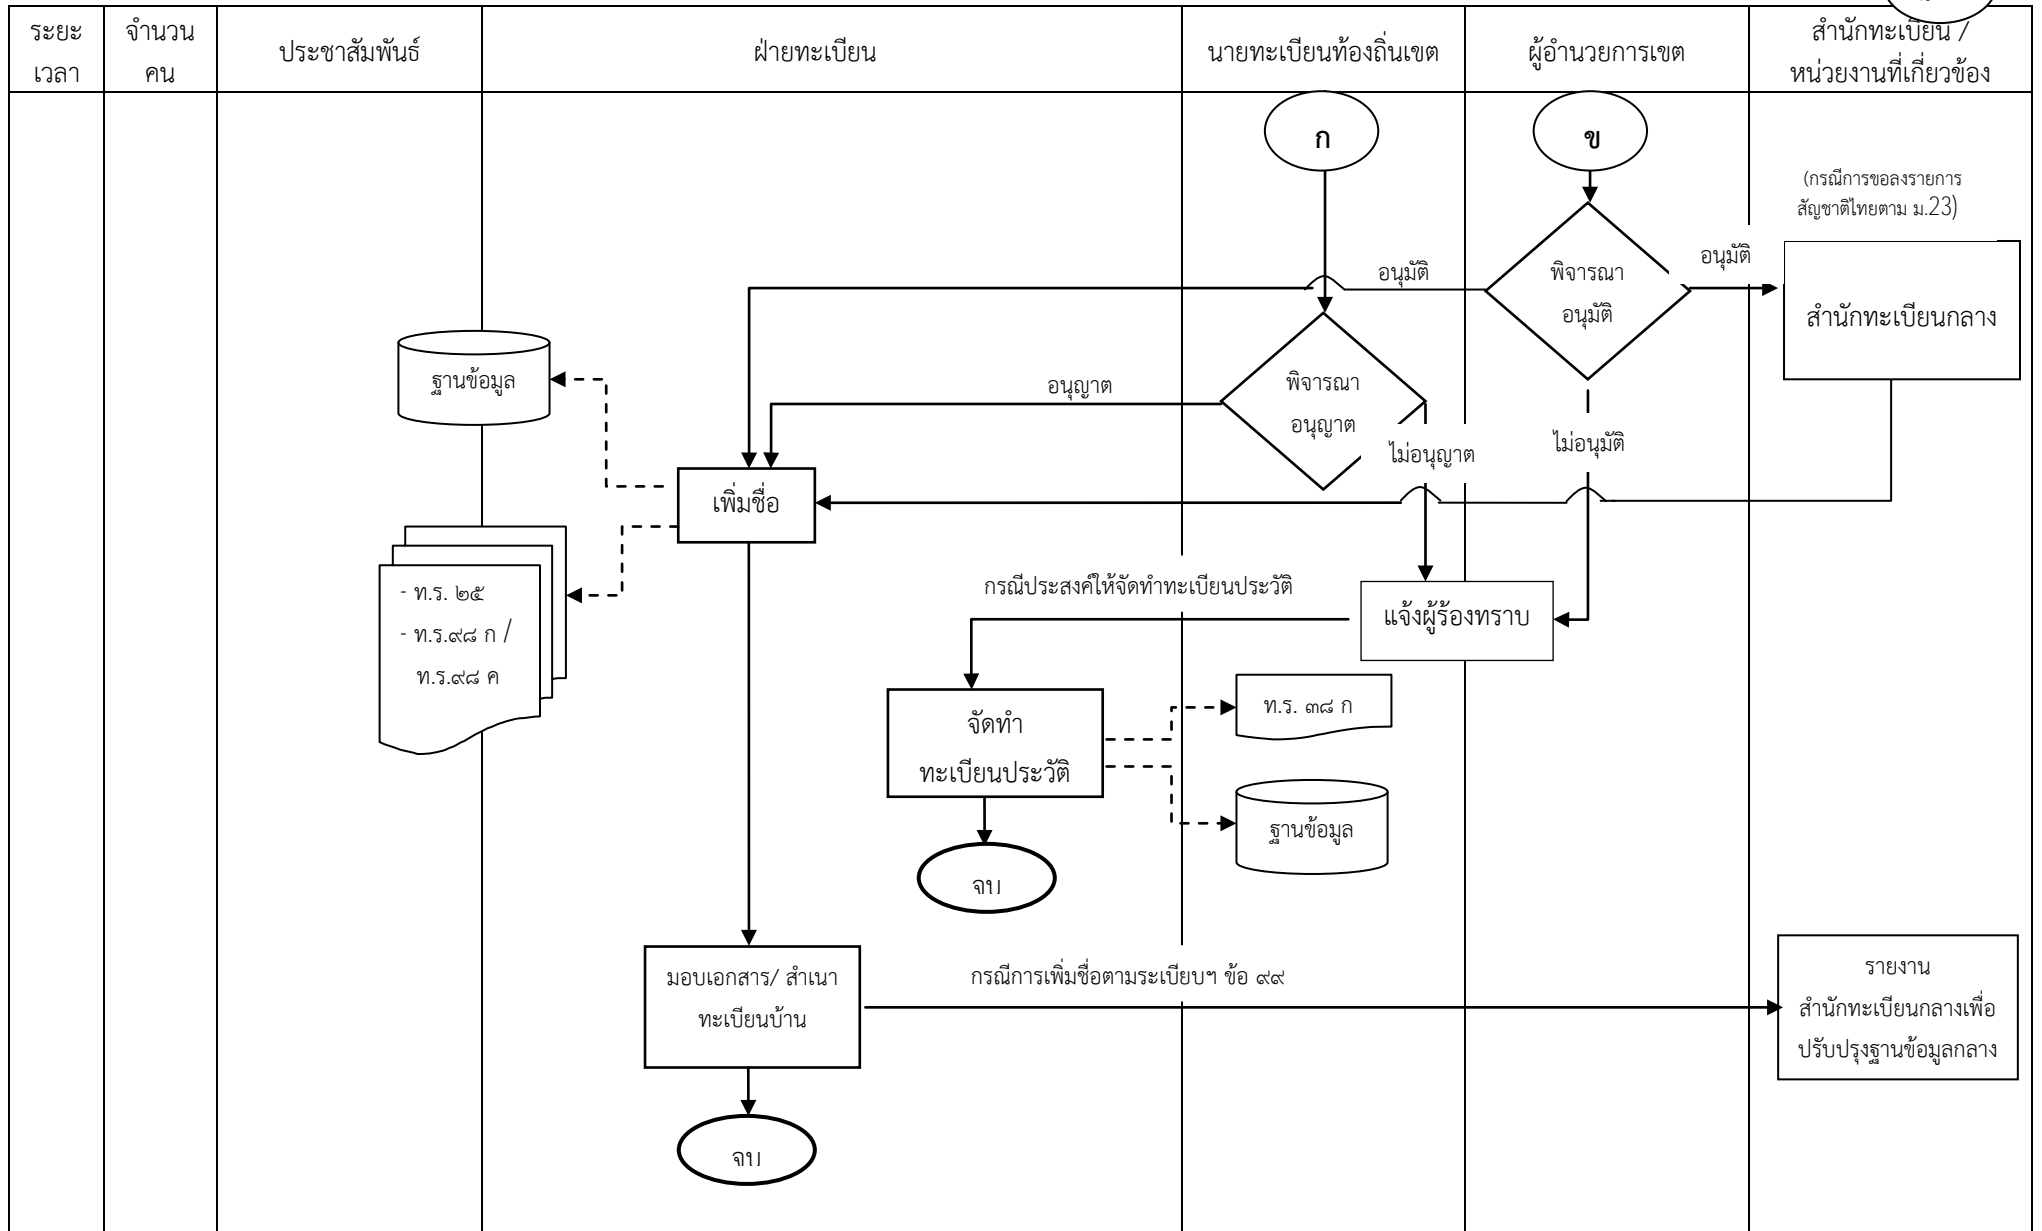 ระยะ
เวลา
จำนวน
คน
ประชาสัมพันธ์
ฝ่ายทะเบียน
นายทะเบียนท้องถิ่นเขต
ผู้อำนวยการเขต
สำนักทะเบียน /
หน่วยงานที่เกี่ยวข้อง
ก
ข
(กรณีการขอลงรายการ
สัญชาติไทยตาม ม.23)
พิจารณา
อนุมัติ
อนุมัติ
อนุมัติ
สำนักทะเบียนกลาง
ฐานข้อมูล
อนุญาต
พิจารณา
อนุญาต
ไม่อนุญาต
ไม่อนุมัติ
เพิ่มชื่อ
- ท.ร. ๒๕
- ท.ร.๙๘ ก /
ท.ร.๙๘ ค
กรณีประสงค์ให้จัดทำทะเบียนประวัติ
แจ้งผู้ร้องทราบ
จัดทำ
ทะเบียนประวัติ
ท.ร. ๓๘ ก
ฐานข้อมูล
จบ
มอบเอกสาร/ สำเนา
ทะเบียนบ้าน
กรณีการเพิ่มชื่อตามระเบียบฯ ข้อ ๙๙
รายงาน
สำนักทะเบียนกลางเพื่อ
ปรับปรุงฐานข้อมูลกลาง
จบ